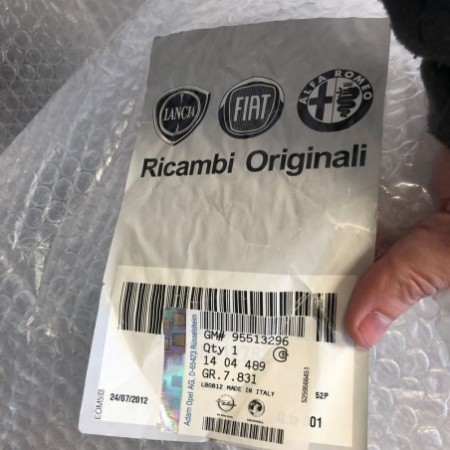 LANCIA
FIAT
ALFA ROMEO
Ricambi Originali
GM# 95513296
Qty 1
14 04 489
GR.7.831
LB0812 MADE IN ITALY
Adam Opel AG, D-65423 Rüsselsheim
EOM5IB
24/07/2012
52P
01